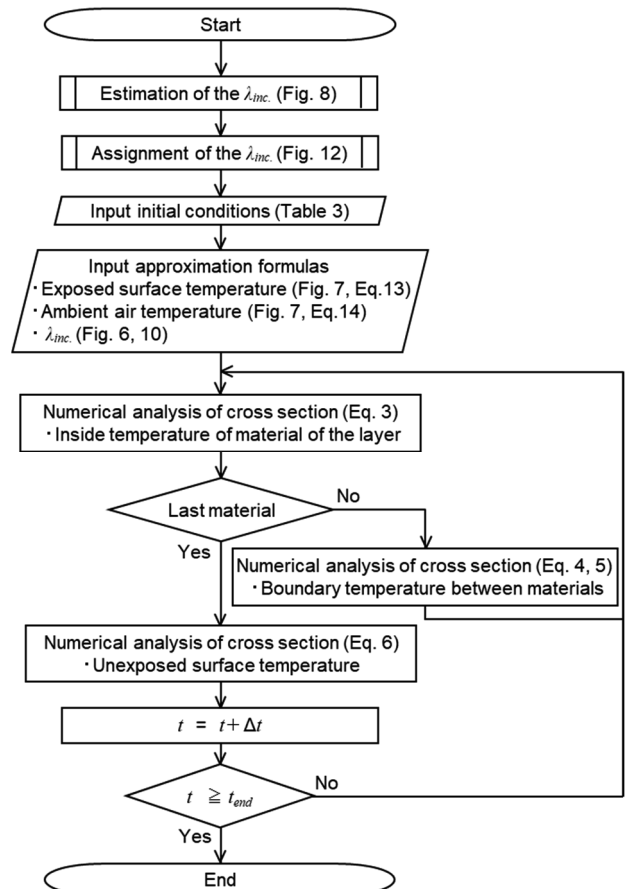 Start
Estimation of the λinc. (Fig. 8)
Assignment of the λinc. (Fig. 12)
Input initial conditions (Table 3)
Input approximation formulas
・Exposed surface temperature (Fig. 7, Eq.13)
・Ambient air temperature (Fig. 7, Eq.14)
・λinc. (Fig. 6, 10)
Numerical analysis of cross section (Eq. 3)
・Inside temperature of material of the layer
Last material
No
Yes
Numerical analysis of cross section (Eq. 4, 5)
・Boundary temperature between materials
Numerical analysis of cross section (Eq. 6)
・Unexposed surface temperature
t = t+Δt
t ≧ tend
No
Yes
End